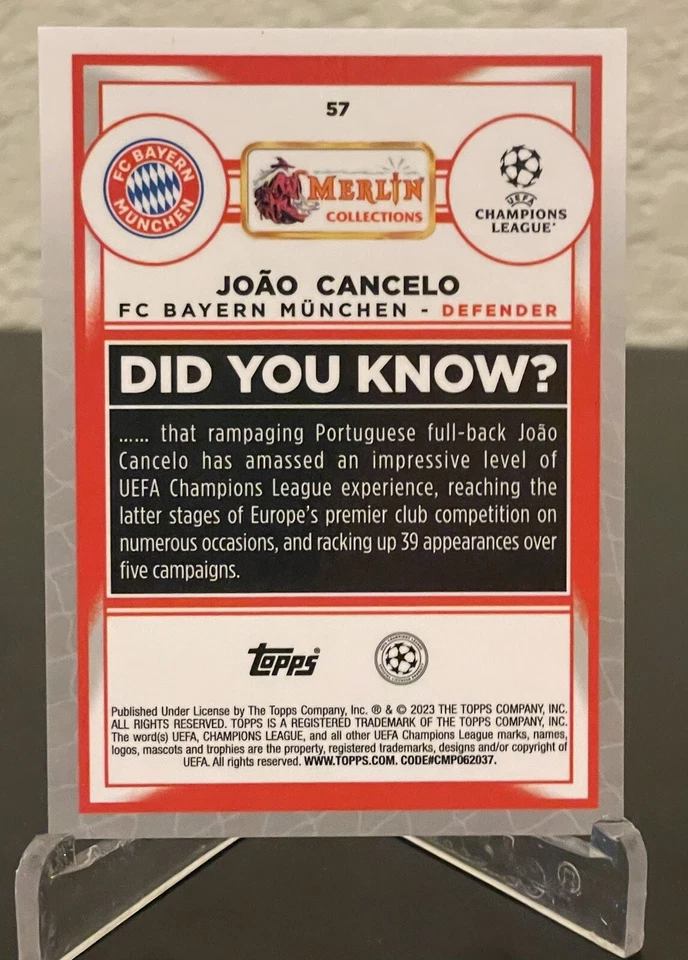 57
FC BAYERN
MÜNCHEN
MERLIN
COLLECTIONS
UEFA
CHAMPIONS
LEAGUE®
JOÃO CANCELO
FC BAYERN MÜNCHEN - DEFENDER
DID YOU KNOW?
...... that rampaging Portuguese full-back João
Cancelo has amassed an impressive level of
UEFA Champions League experience, reaching the
latter stages of Europe's premier club competition on
numerous occasions, and racking up 39 appearances over
five campaigns.
topps®
Published Under License by The Topps Company, Inc. ® & © 2023 THE TOPPS COMPANY, INC.
ALL RIGHTS RESERVED. TOPPS IS A REGISTERED TRADEMARK OF THE TOPPS COMPANY, INC.
The word(s) UEFA, CHAMPIONS LEAGUE, and all other UEFA Champions League marks, names,
logos, mascots and trophies are the property, registered trademarks, designs and/or copyright of
UEFA. All rights reserved. WWW.TOPPS.COM. CODE#CMP062037.